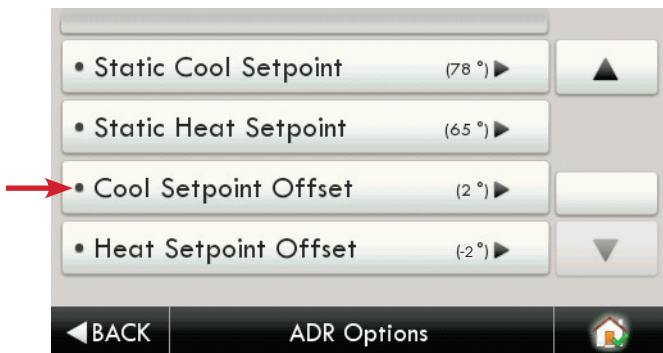 • Static Cool Setpoint (78 °) ▶
• Static Heat Setpoint (65 °) ▶
• Cool Setpoint Offset (2 °) ▶
• Heat Setpoint Offset (-2 °) ▶
◀ BACK ADR Options